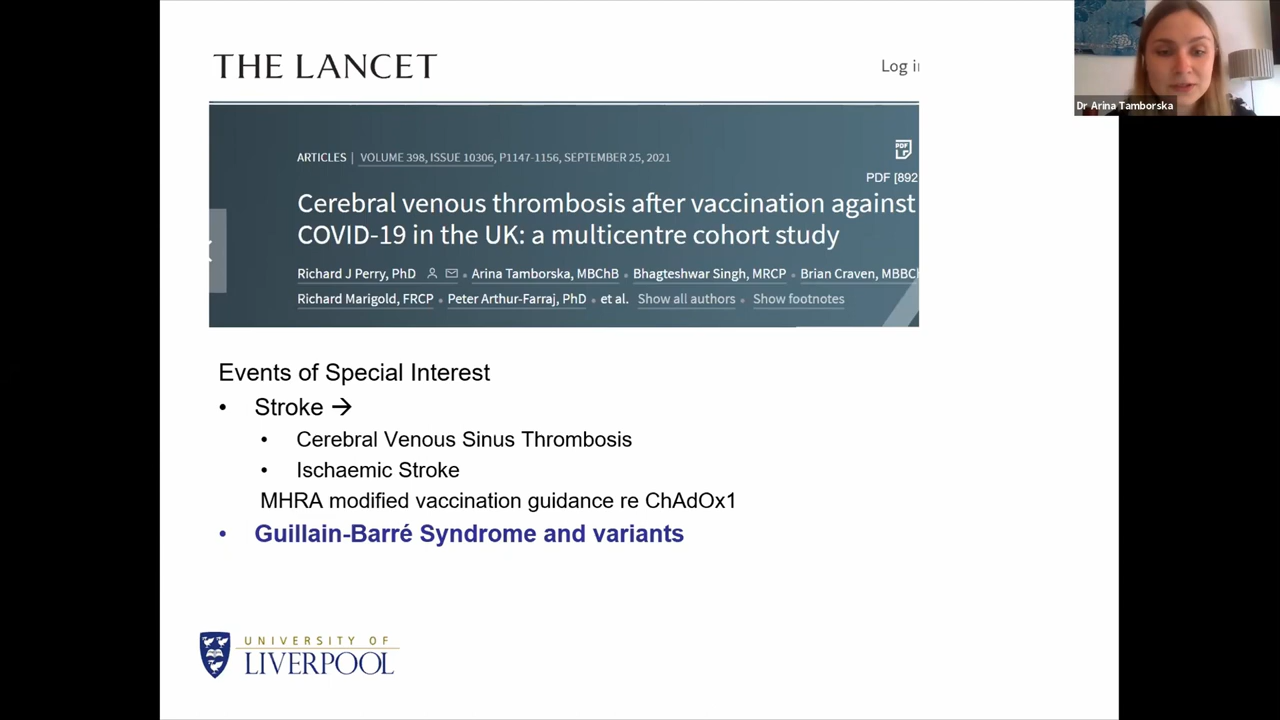 THE LANCET
Log in
Dr Arina Tamborska
ARTICLES | VOLUME 398, ISSUE 10306, P1147-1156, SEPTEMBER 25, 2021
PDF
PDF [892
Cerebral venous thrombosis after vaccination against
COVID-19 in the UK: a multicentre cohort study
Richard J Perry, PhD • Arina Tamborska, MBChB • Bhagteshwar Singh, MRCP • Brian Craven, MBBCh
Richard Marigold, FRCP • Peter Arthur-Farraj, PhD • et al. Show all authors • Show footnotes
Events of Special Interest
• Stroke →
• Cerebral Venous Sinus Thrombosis
• Ischaemic Stroke
MHRA modified vaccination guidance re ChAdOx1
• Guillain-Barré Syndrome and variants
UNIVERSITY OF
LIVERPOOL